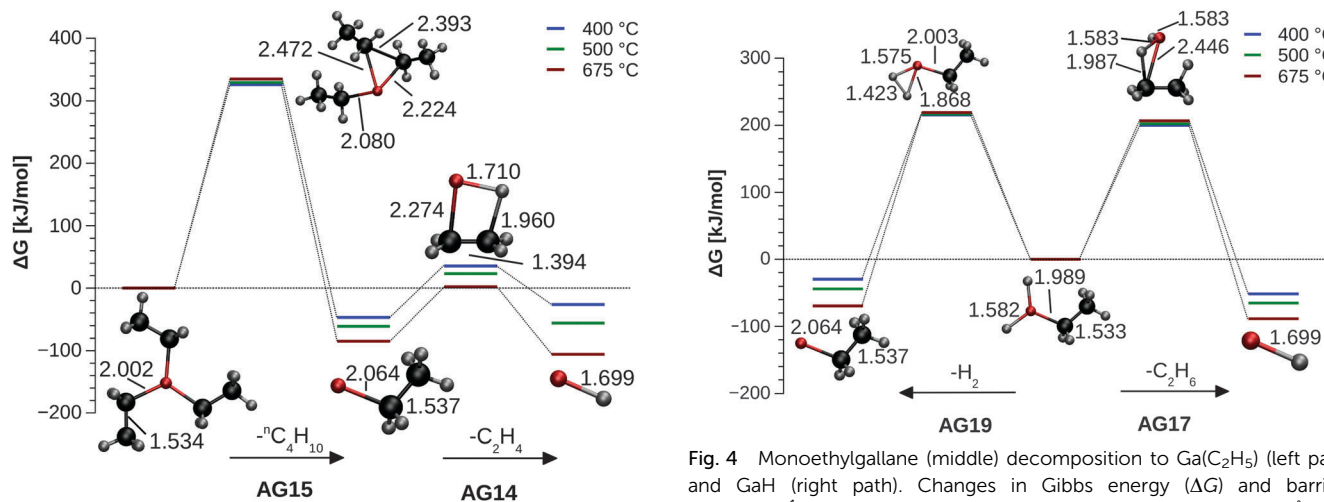 400
300
200
100
0
−100
−200
ΔG [kJ/mol]
400 °C
500 °C
675 °C
2.393
2.472
2.224
2.080
1.710
2.274
1.960
1.394
2.002
1.534
2.064
1.537
1.699
-ⁿC₄H₁₀
-C₂H₄
AG15
AG14
400
300
200
100
0
−100
−200
ΔG [kJ/mol]
400 °C
500 °C
675 °C
2.003
1.575
1.423
1.868
1.583
1.583
2.446
1.987
1.989
1.582
1.533
2.064
1.537
1.699
-H₂
-C₂H₆
AG19
AG17
Fig. 4 Monoethylgallane (middle) decomposition to Ga(C₂H₅) (left pa
and GaH (right path). Changes in Gibbs energy (ΔG) and barri